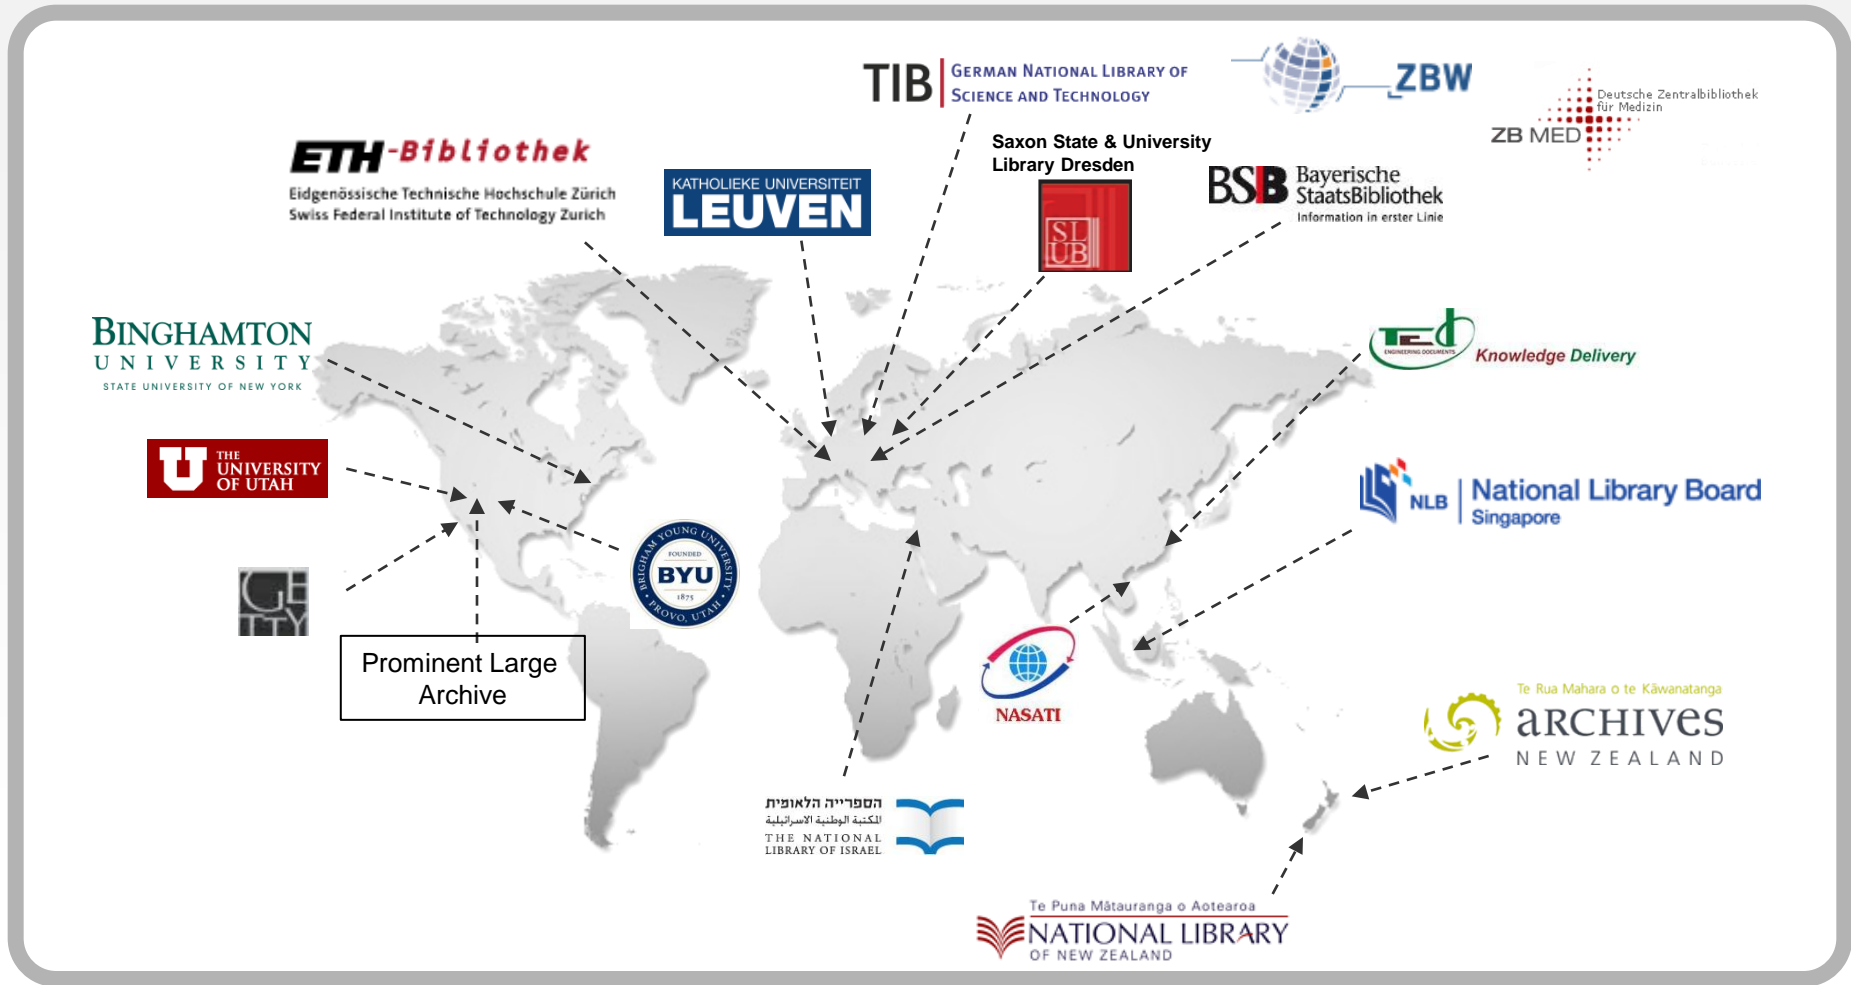 TIB
GERMAN NATIONAL LIBRARY OF
SCIENCE AND TECHNOLOGY
ZBW
Deutsche Zentralbibliothek
für Medizin
ZB MED
ETH-Bibliothek
Eidgenössische Technische Hochschule Zürich
Swiss Federal Institute of Technology Zurich
KATHOLIEKE UNIVERSITEIT
LEUVEN
Saxon State & University
Library Dresden
SL
UB
BSB
Bayerische
StaatsBibliothek
Information in erster Linie
BINGHAMTON
UNIVERSITY
STATE UNIVERSITY OF NEW YORK
TEd
ENGINEERING DOCUMENTS
Knowledge Delivery
U
THE
UNIVERSITY
OF UTAH
NLB
National Library Board
Singapore
BRIGHAM YOUNG UNIVERSITY
FOUNDED
BYU
1875
PROVO, UTAH
GE
TTY
Prominent Large
Archive
NASATI
Te Rua Mahara o te Kāwanatanga
ARCHIVES
NEW ZEALAND
הספרייה הלאומית
المكتبة الوطنية الاسرائيلية
THE NATIONAL
LIBRARY OF ISRAEL
Te Puna Mātauranga o Aotearoa
NATIONAL LIBRARY
OF NEW ZEALAND